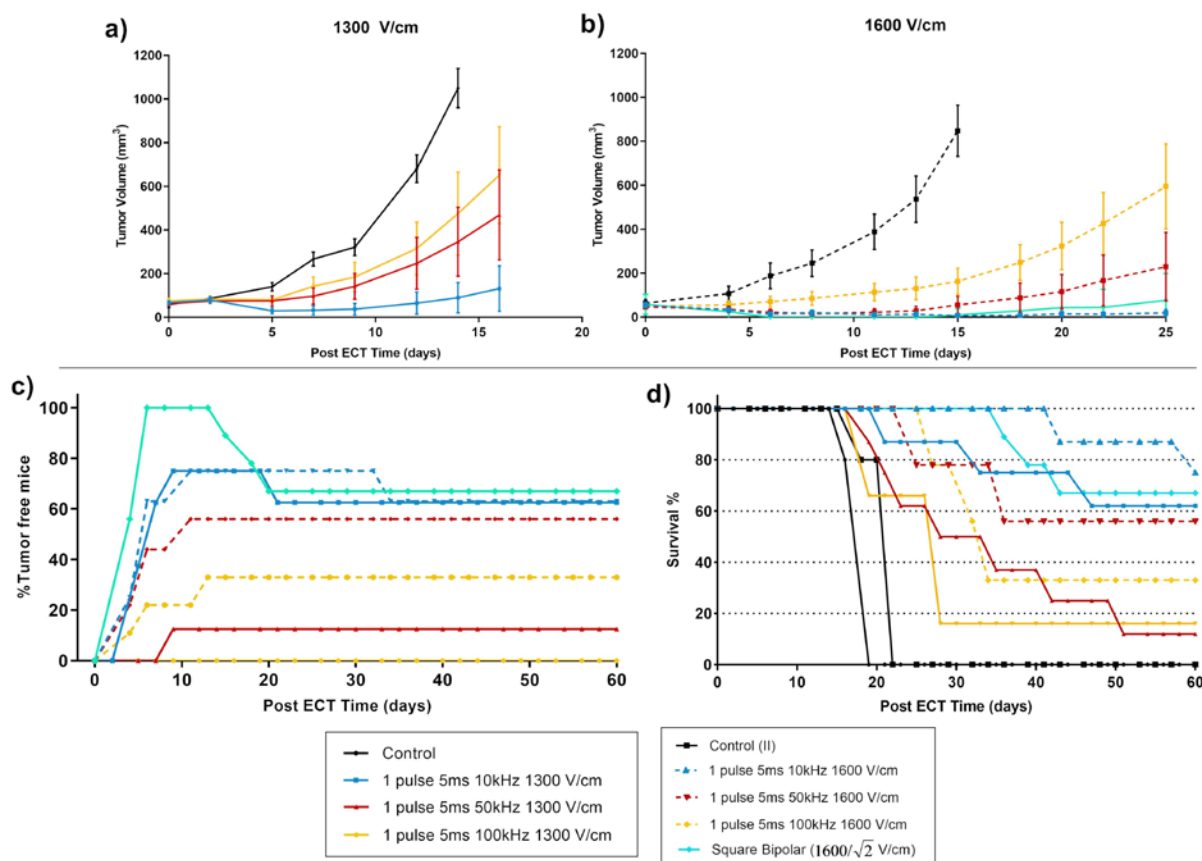 a)
1300 V/cm
1200
1000
800
600
400
200
0
Tumor Volume (mm³)
0 5 10 15 20
Post ECT Time (days)
b)
1600 V/cm
1200
1000
800
600
400
200
0
Tumor Volume (mm³)
0 5 10 15 20 25
Post ECT Time (days)
c)
100
80
60
40
20
0
%Tumor free mice
0 10 20 30 40 50 60
Post ECT Time (days)
d)
100
80
60
40
20
0
Survival %
0 10 20 30 40 50 60
Post ECT Time (days)
Control
1 pulse 5ms 10kHz 1300 V/cm
1 pulse 5ms 50kHz 1300 V/cm
1 pulse 5ms 100kHz 1300 V/cm
Control (II)
1 pulse 5ms 10kHz 1600 V/cm
1 pulse 5ms 50kHz 1600 V/cm
1 pulse 5ms 100kHz 1600 V/cm
Square Bipolar (1600/√2 V/cm)